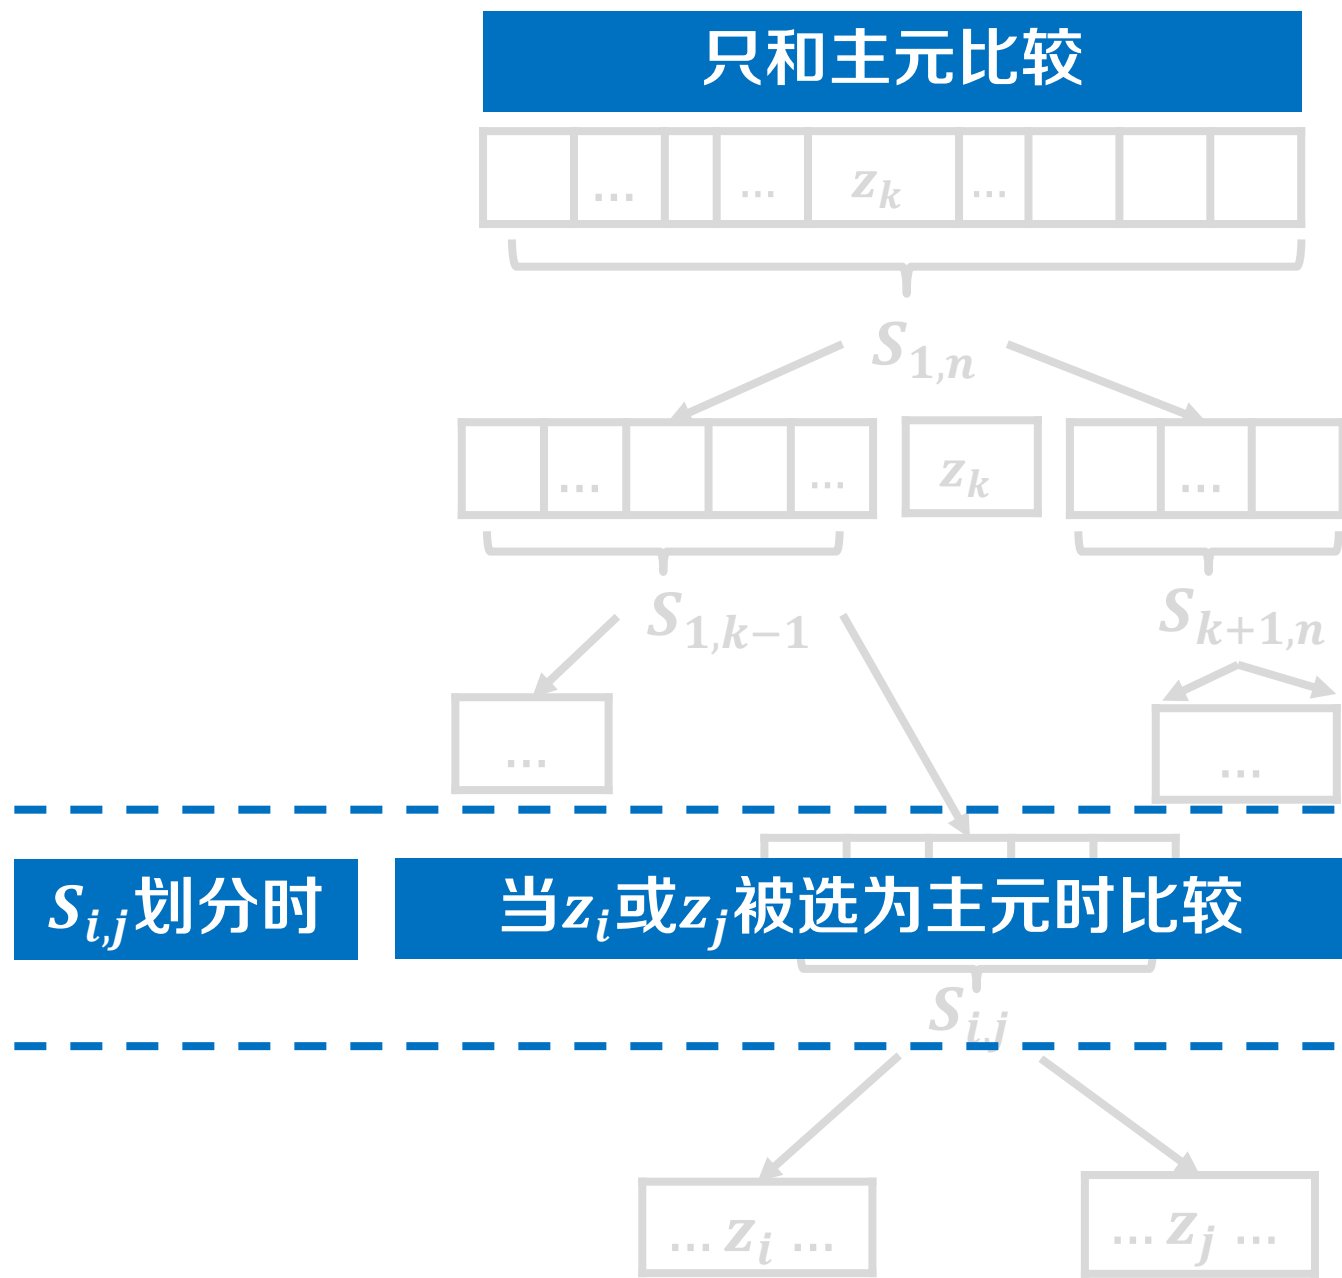 只和主元比较
... ... z_k ...
S_{1,n}
... ... z_k ...
S_{1,k-1} S_{k+1,n}
... ...
S_{i,j}划分时 当z_i或z_j被选为主元时比较
S_{i,j}
... z_i ... ... z_j ...